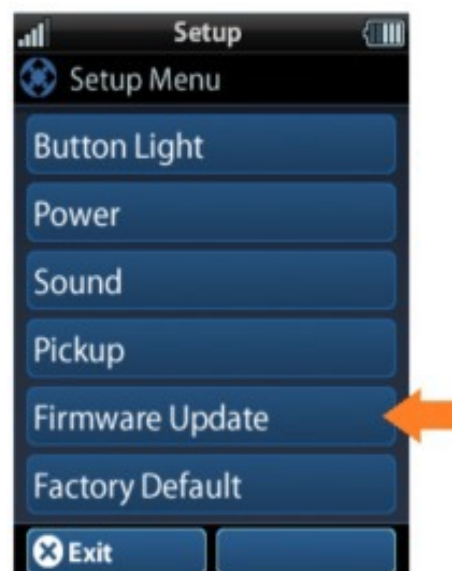 Setup
Setup Menu
Button Light
Power
Sound
Pickup
Firmware Update
Factory Default
Exit